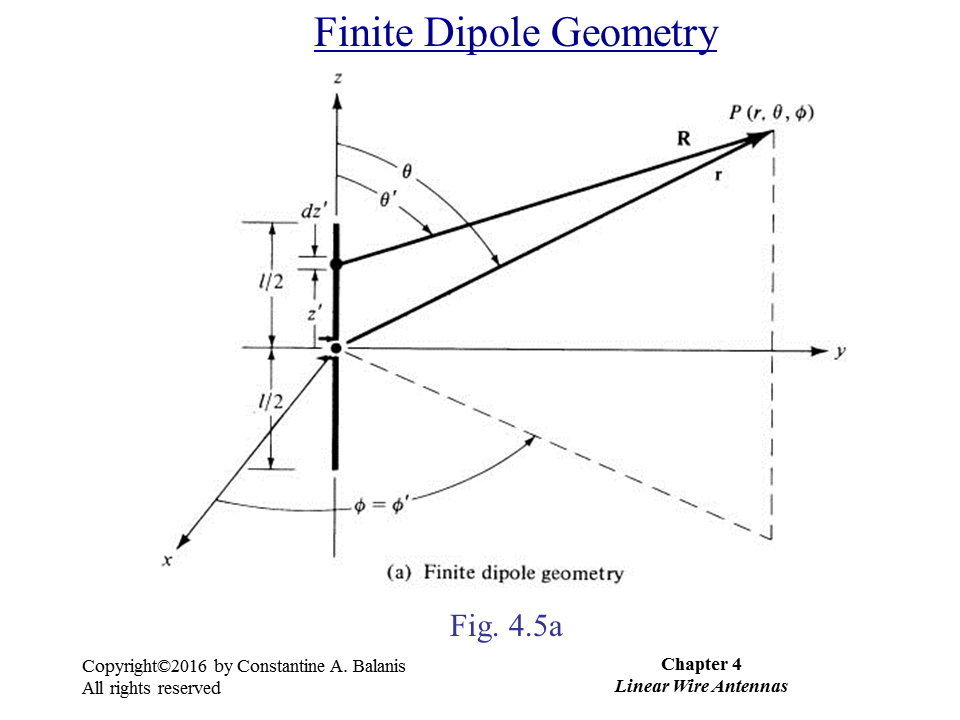 Finite Dipole Geometry
z
P (r, θ, ϕ)
R
θ
r
θ'
dz'
l/2
z'
y
l/2
ϕ = ϕ'
x
(a) Finite dipole geometry
Fig. 4.5a
Copyright©2016 by Constantine A. Balanis
All rights reserved
Chapter 4
Linear Wire Antennas